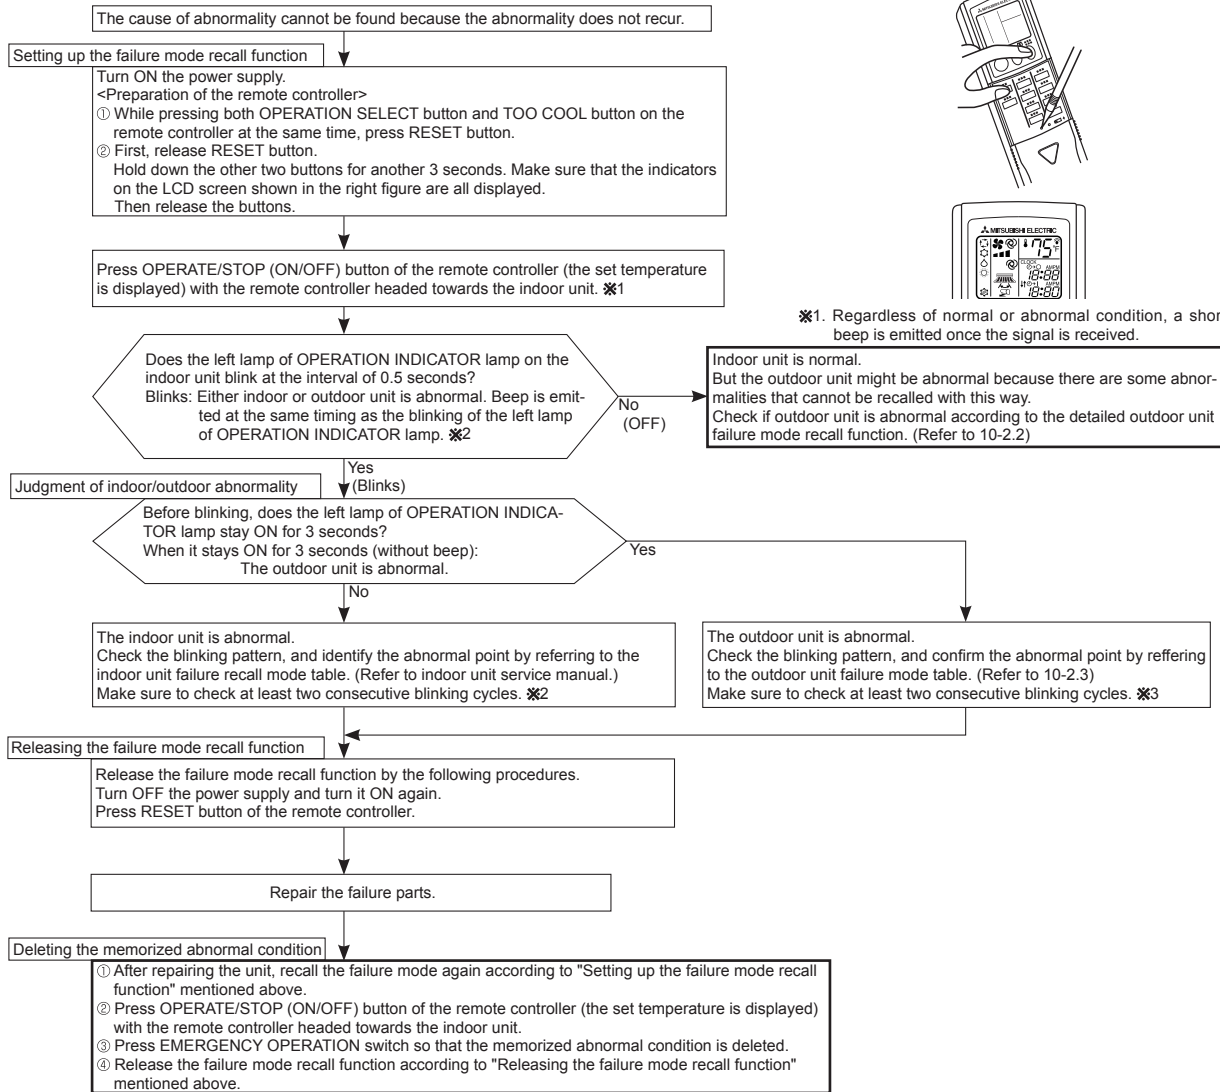 The cause of abnormality cannot be found because the abnormality does not recur.
Setting up the failure mode recall function
Turn ON the power supply.
<Preparation of the remote controller>
① While pressing both OPERATION SELECT button and TOO COOL button on the
remote controller at the same time, press RESET button.
② First, release RESET button.
Hold down the other two buttons for another 3 seconds. Make sure that the indicators
on the LCD screen shown in the right figure are all displayed.
Then release the buttons.
MITSUBISHI ELECTRIC
75°F
CLOCK
AMPM
18:88
AMPM
18:80
Press OPERATE/STOP (ON/OFF) button of the remote controller (the set temperature
is displayed) with the remote controller headed towards the indoor unit. ※1
※1. Regardless of normal or abnormal condition, a shor
beep is emitted once the signal is received.
Does the left lamp of OPERATION INDICATOR lamp on the
indoor unit blink at the interval of 0.5 seconds?
Blinks: Either indoor or outdoor unit is abnormal. Beep is emit-
ted at the same timing as the blinking of the left lamp
of OPERATION INDICATOR lamp. ※2
No
(OFF)
Indoor unit is normal.
But the outdoor unit might be abnormal because there are some abnor-
malities that cannot be recalled with this way.
Check if outdoor unit is abnormal according to the detailed outdoor unit
failure mode recall function. (Refer to 10-2.2)
Yes
(Blinks)
Judgment of indoor/outdoor abnormality
Before blinking, does the left lamp of OPERATION INDICA-
TOR lamp stay ON for 3 seconds?
When it stays ON for 3 seconds (without beep):
The outdoor unit is abnormal.
Yes
No
The indoor unit is abnormal.
Check the blinking pattern, and identify the abnormal point by referring to the
indoor unit failure recall mode table. (Refer to indoor unit service manual.)
Make sure to check at least two consecutive blinking cycles. ※2
The outdoor unit is abnormal.
Check the blinking pattern, and confirm the abnormal point by reffering
to the outdoor unit failure mode table. (Refer to 10-2.3)
Make sure to check at least two consecutive blinking cycles. ※3
Releasing the failure mode recall function
Release the failure mode recall function by the following procedures.
Turn OFF the power supply and turn it ON again.
Press RESET button of the remote controller.
Repair the failure parts.
Deleting the memorized abnormal condition
① After repairing the unit, recall the failure mode again according to "Setting up the failure mode recall
function" mentioned above.
② Press OPERATE/STOP (ON/OFF) button of the remote controller (the set temperature is displayed)
with the remote controller headed towards the indoor unit.
③ Press EMERGENCY OPERATION switch so that the memorized abnormal condition is deleted.
④ Release the failure mode recall function according to "Releasing the failure mode recall function"
mentioned above.